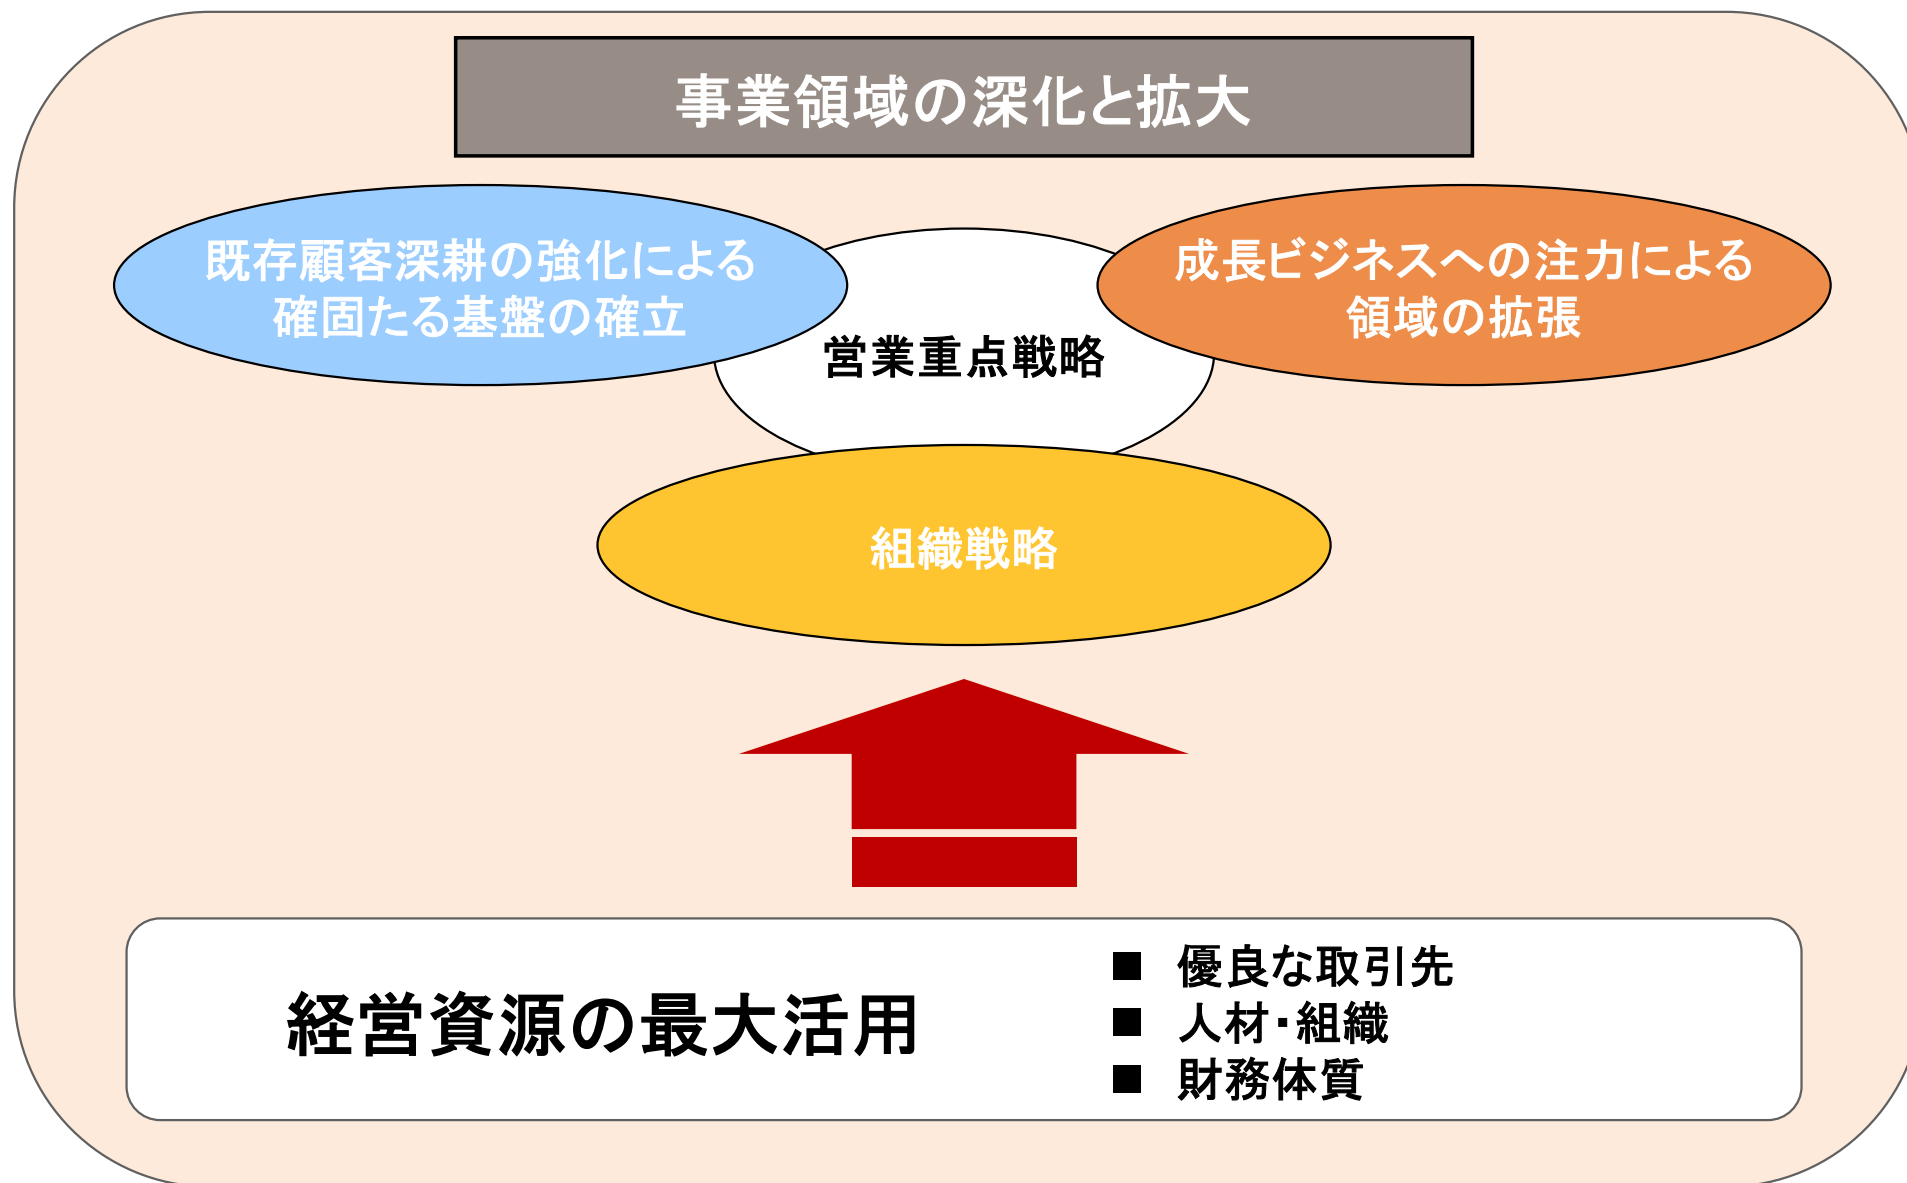 事業領域の深化と拡大
既存顧客深耕の強化による
確固たる基盤の確立
成長ビジネスへの注力による
領域の拡張
営業重点戦略
組織戦略
経営資源の最大活用
■ 優良な取引先
■ 人材・組織
■ 財務体質